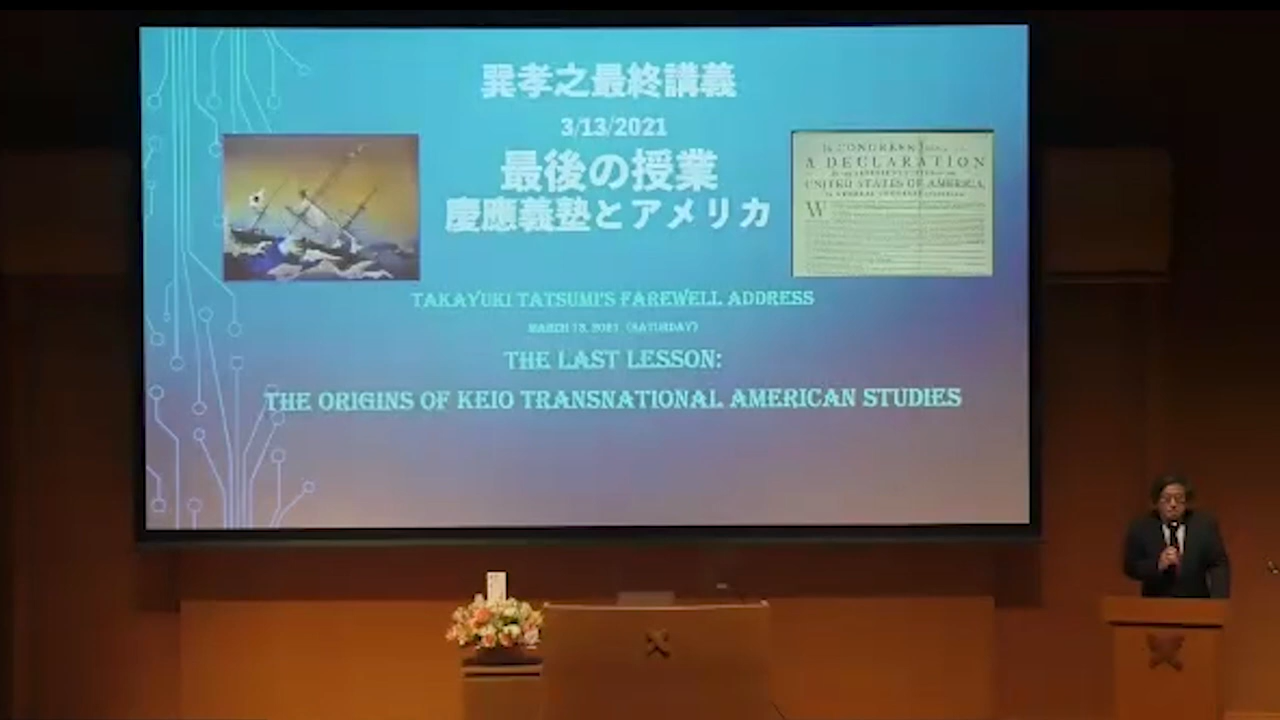 巽孝之最終講義
3/13/2021
最後の授業
慶應義塾とアメリカ
IN CONGRESS
A DECLARATION
UNITED STATES OF AMERICA,
TAKAYUKI TATSUMI'S FAREWELL ADDRESS
MARCH 13, 2021 (SATURDAY)
THE LAST LESSON:
THE ORIGINS OF KEIO TRANSNATIONAL AMERICAN STUDIES